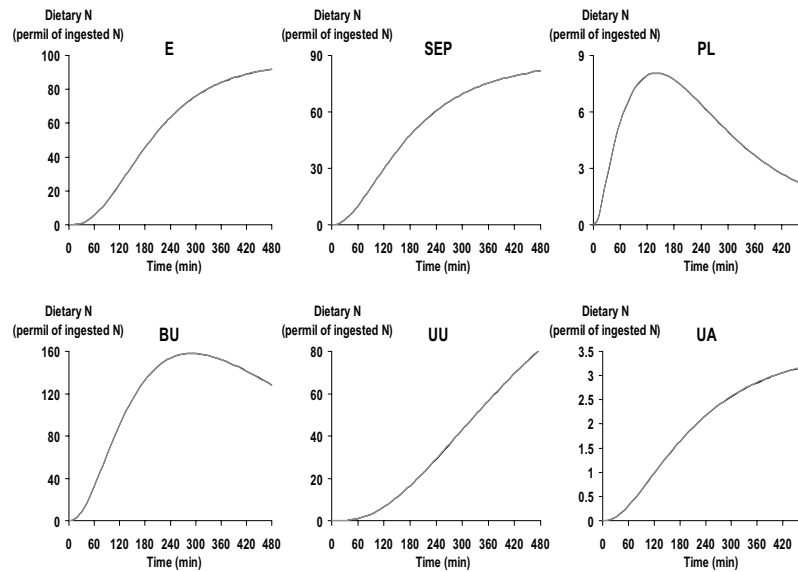 Dietary N
(permil of ingested N)
E
100
80
60
40
20
0
0 60 120 180 240 300 360 420 480
Time (min)
Dietary N
(permil of ingested N)
SEP
90
60
30
0
0 60 120 180 240 300 360 420 480
Time (min)
Dietary N
(permil of ingested N)
PL
9
6
3
0
0 60 120 180 240 300 360 420
Time (min)
Dietary N
(permil of ingested N)
BU
160
120
80
40
0
0 60 120 180 240 300 360 420 480
Time (min)
Dietary N
(permil of ingested N)
UU
80
60
40
20
0
0 60 120 180 240 300 360 420 480
Time (min)
Dietary N
(permil of ingested N)
UA
3.5
3
2.5
2
1.5
1
0.5
0
0 60 120 180 240 300 360 420
Time (min)